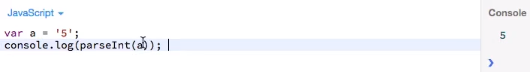 JavaScript
Console
var a = '5';
console.log(parseInt(a));
5